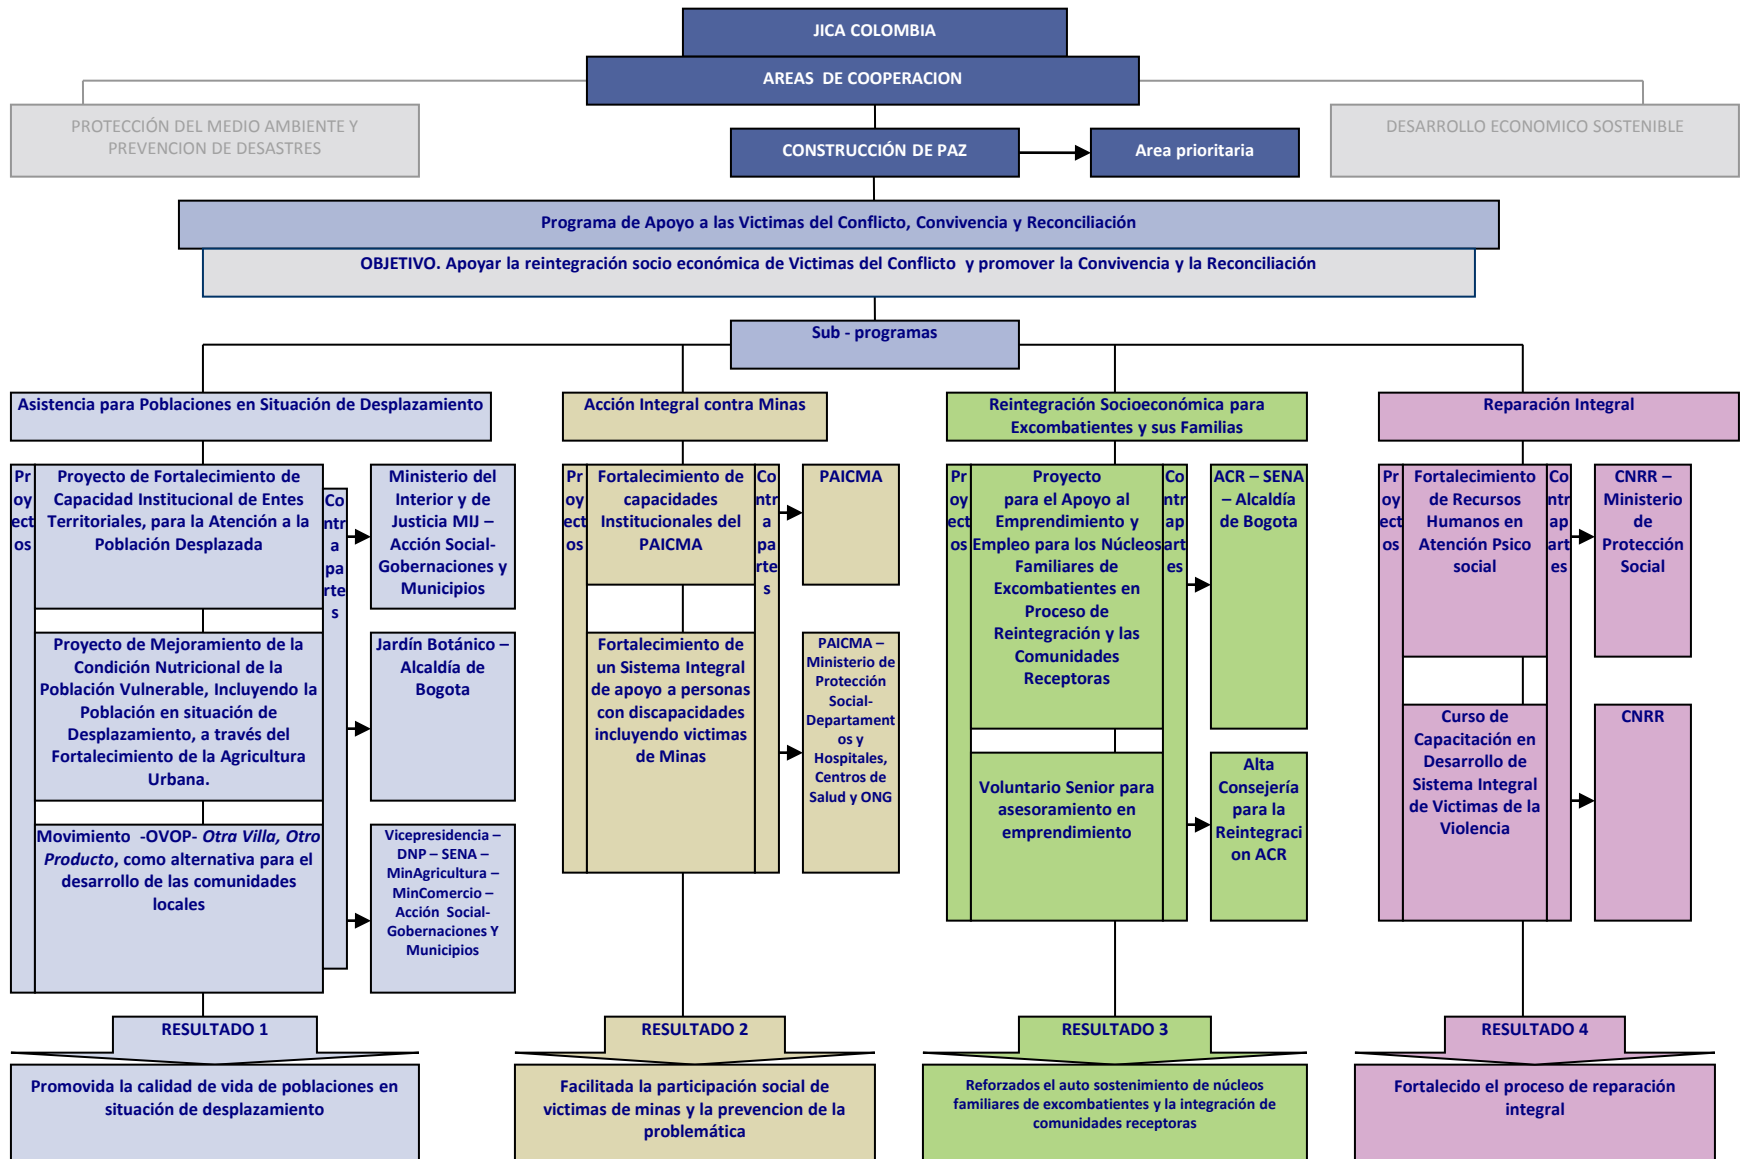 JICA COLOMBIA
AREAS DE COOPERACION
PROTECCIÓN DEL MEDIO AMBIENTE Y
PREVENCION DE DESASTRES
DESARROLLO ECONOMICO SOSTENIBLE
CONSTRUCCIÓN DE PAZ
Area prioritaria
Programa de Apoyo a las Victimas del Conflicto, Convivencia y Reconciliación
OBJETIVO. Apoyar la reintegración socio económica de Victimas del Conflicto y promover la Convivencia y la Reconciliación
Sub - programas
Asistencia para Poblaciones en Situación de Desplazamiento
Pr
oy
ect
os
Proyecto de Fortalecimiento de
Capacidad Institucional de Entes
Territoriales, para la Atención a la
Población Desplazada
Co
ntr
a
pa
rte
s
Ministerio del
Interior y de
Justicia MIJ –
Acción Social-
Gobernaciones y
Municipios
Proyecto de Mejoramiento de la
Condición Nutricional de la
Población Vulnerable, Incluyendo la
Población en situación de
Desplazamiento, a través del
Fortalecimiento de la Agricultura
Urbana.
Jardín Botánico –
Alcaldía de
Bogota
Movimiento -OVOP- Otra Villa, Otro
Producto, como alternativa para el
desarrollo de las comunidades
locales
Vicepresidencia –
DNP – SENA –
MinAgricultura –
MinComercio –
Acción Social-
Gobernaciones Y
Municipios
RESULTADO 1
Promovida la calidad de vida de poblaciones en
situación de desplazamiento
Acción Integral contra Minas
Pr
oy
ect
os
Fortalecimiento de
capacidades
Institucionales del
PAICMA
Co
ntr
a
pa
rte
s
PAICMA
Fortalecimiento de
un Sistema Integral
de apoyo a personas
con discapacidades
incluyendo victimas
de Minas
PAICMA –
Ministerio de
Protección
Social-
Departament
os y
Hospitales,
Centros de
Salud y ONG
RESULTADO 2
Facilitada la participación social de
victimas de minas y la prevencion de la
problemática
Reintegración Socioeconómica para
Excombatientes y sus Familias
Pr
oy
ect
os
Proyecto
para el Apoyo al
Emprendimiento y
Empleo para los Núcleos
Familiares de
Excombatientes en
Proceso de
Reintegración y las
Comunidades
Receptoras
Co
ntr
ap
art
es
ACR – SENA
– Alcaldía
de Bogota
Voluntario Senior para
asesoramiento en
emprendimiento
Alta
Consejería
para la
Reintegraci
on ACR
RESULTADO 3
Reforzados el auto sostenimiento de núcleos
familiares de excombatientes y la integración de
comunidades receptoras
Reparación Integral
Pr
oy
ect
os
Fortalecimiento
de Recursos
Humanos en
Atención Psico
social
Co
ntr
ap
art
es
CNRR –
Ministerio
de
Protección
Social
Curso de
Capacitación en
Desarrollo de
Sistema Integral
de Victimas de la
Violencia
CNRR
RESULTADO 4
Fortalecido el proceso de reparación
integral